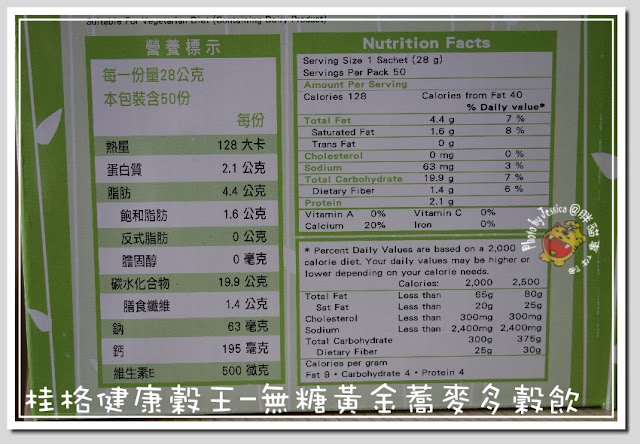 Suitable For Vegetarian Diet (Containing Dairy Product)
營養標示
每一份量28公克
本包裝含50份
每份
熱量 128 大卡
蛋白質 2.1 公克
脂肪 4.4 公克
飽和脂肪 1.6 公克
反式脂肪 0 公克
膽固醇 0 毫克
碳水化合物 19.9 公克
膳食纖維 1.4 公克
鈉 63 毫克
鈣 195 毫克
維生素E 500 微克
Nutrition Facts
Serving Size 1 Sachet (28 g)
Servings Per Pack 50
Amount Per Serving
Calories 128 Calories from Fat 40
% Daily value*
Total Fat 4.4 g 7 %
Saturated Fat 1.6 g 8 %
Trans Fat 0 g
Cholesterol 0 mg 0 %
Sodium 63 mg 3 %
Total Carbohydrate 19.9 g 7 %
Dietary Fiber 1.4 g 6 %
Protein 2.1 g
Vitamin A 0% Vitamin C 0%
Calcium 20% Iron 0%
* Percent Daily Values are based on a 2,000
calorie diet. Your daily values may be higher or
lower depending on your calorie needs.
Calories: 2,000 2,500
Total Fat Less than 65g 80g
Sat Fat Less than 20g 25g
Cholesterol Less than 300mg 300mg
Sodium Less than 2,400mg 2,400mg
Total Carbohydrate 300g 375g
Dietary Fiber 25g 30g
Calories per gram
Fat 9 • Carbohydrate 4 • Protein 4
Photo by Jessica@
桂格健康穀王-無糖黃金蕎麥多穀飲